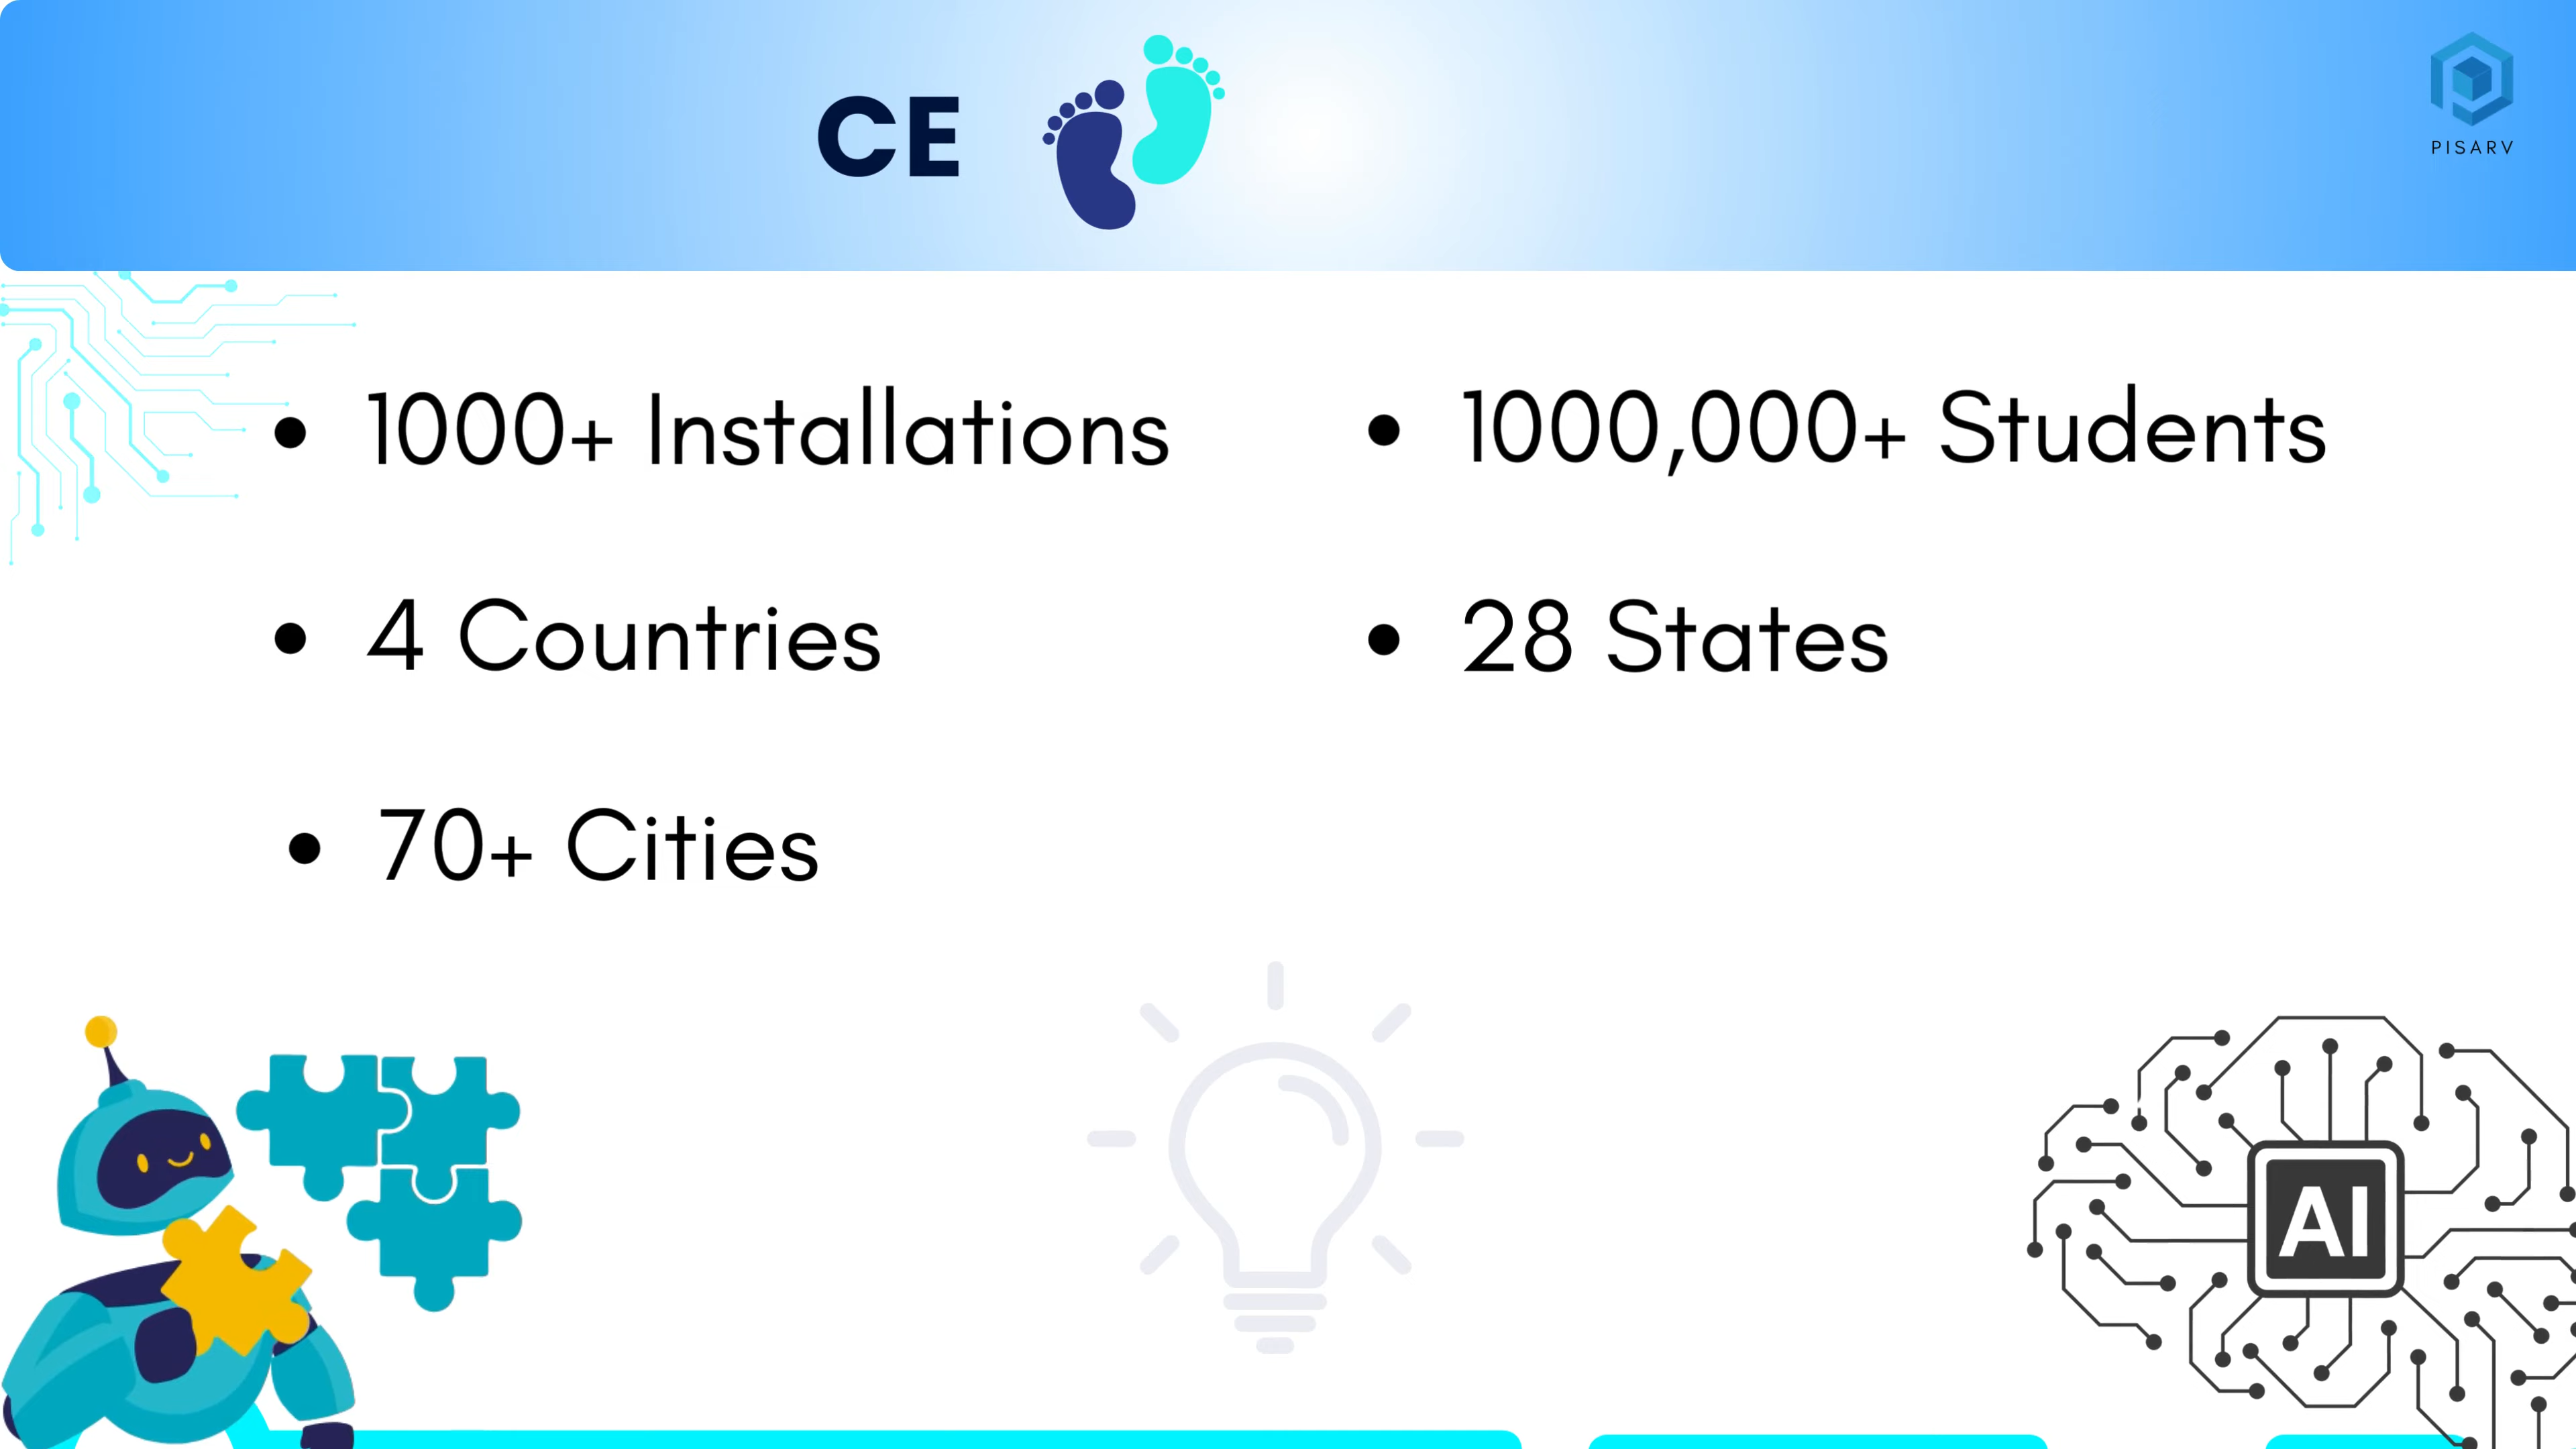 CE
PISARV
• 1000+ Installations
• 1000,000+ Students
• 4 Countries
• 28 States
• 70+ Cities
AI